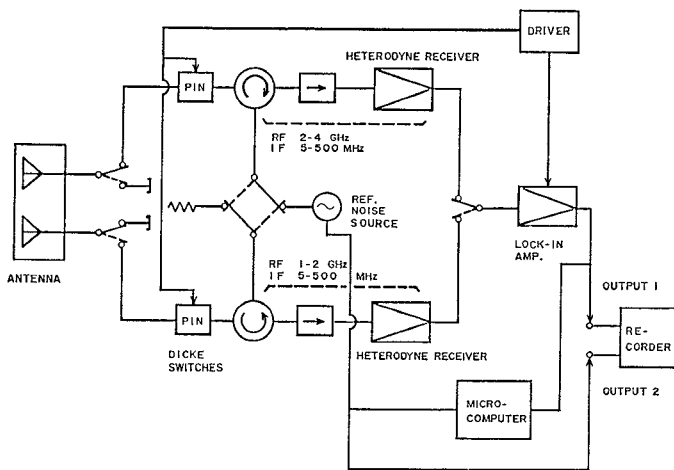 DRIVER
HETERODYNE RECEIVER
PIN
RF 2-4 GHz
IF 5-500 MHz
REF.
NOISE
SOURCE
LOCK-IN
AMP.
ANTENNA
RF 1-2 GHz
IF 5-500 MHz
OUTPUT 1
PIN
RE-
CORDER
DICKE
SWITCHES
HETERODYNE RECEIVER
OUTPUT 2
MICRO-
COMPUTER